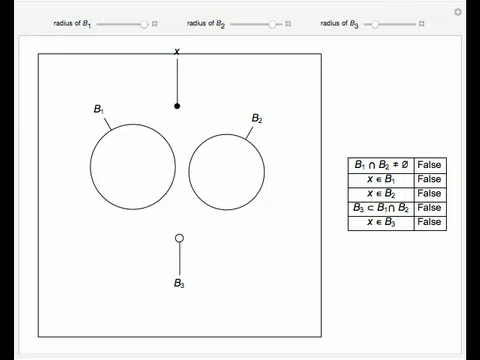 radius of B₁ radius of B₂ radius of B₃
x
B₁
B₂
B₃
B₁ ∩ B₂ ≠ ∅ False
x ∈ B₁ False
x ∈ B₂ False
B₃ ⊂ B₁∩ B₂ False
x ∈ B₃ False